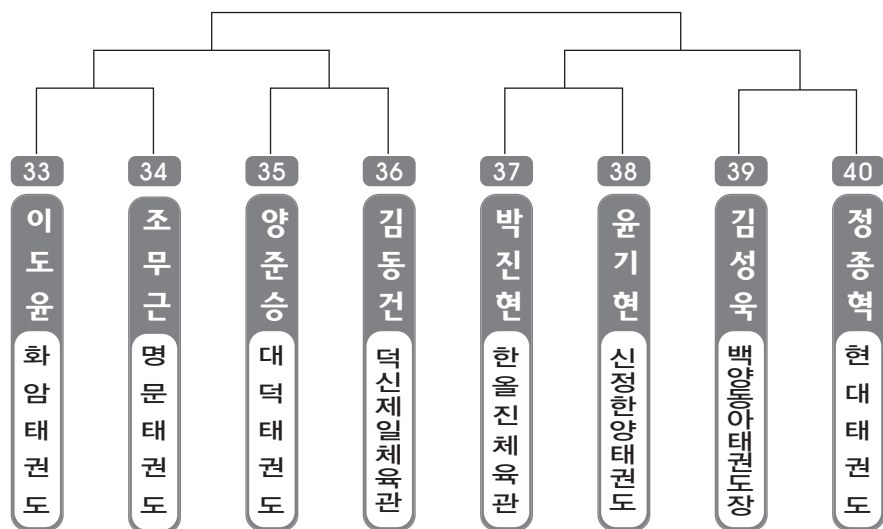 33
이도윤
화암태권도
34
조무근
명문태권도
35
양준승
대덕태권도
36
김동건
덕신제일체육관
37
박진현
한올진체육관
38
윤기현
신정한양태권도
39
김성욱
백양동아태권도장
40
정종혁
현대태권도